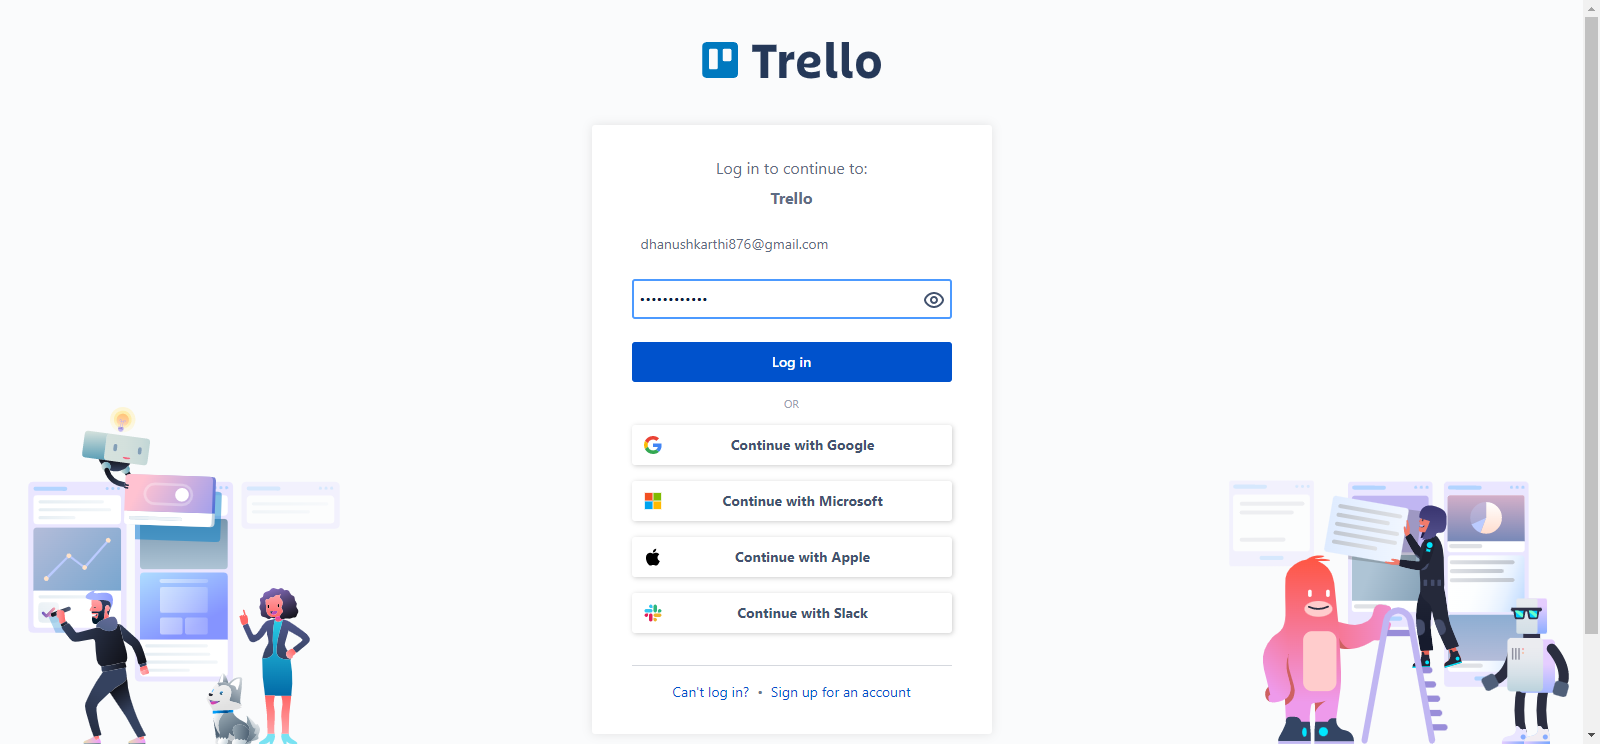 Trello
Log in to continue to:
Trello
dhanushkarthi876@gmail.com
••••••••••••
Log in
OR
Continue with Google
Continue with Microsoft
Continue with Apple
Continue with Slack
Can't log in? • Sign up for an account